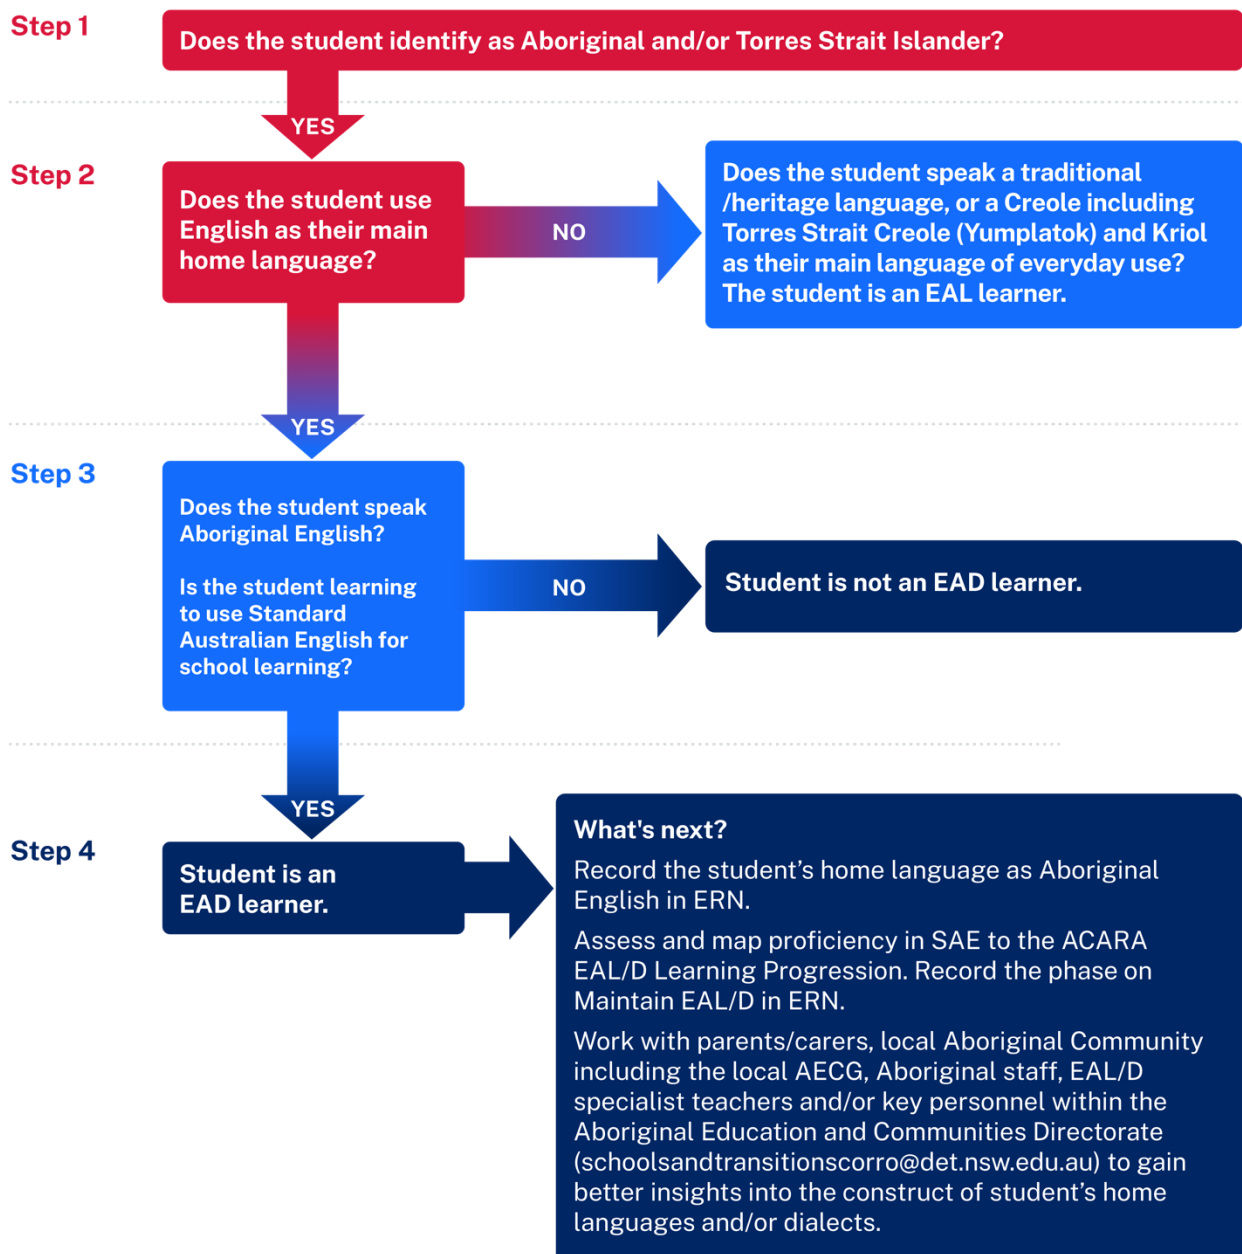 Step 1
Does the student identify as Aboriginal and/or Torres Strait Islander?
YES
Step 2
Does the student use
English as their main
home language?
NO
Does the student speak a traditional
/heritage language, or a Creole including
Torres Strait Creole (Yumplatok) and Kriol
as their main language of everyday use?
The student is an EAL learner.
YES
Step 3
Does the student speak
Aboriginal English?
Is the student learning
to use Standard
Australian English for
school learning?
NO
Student is not an EAD learner.
YES
Step 4
Student is an
EAD learner.
What's next?
Record the student’s home language as Aboriginal
English in ERN.
Assess and map proficiency in SAE to the ACARA
EAL/D Learning Progression. Record the phase on
Maintain EAL/D in ERN.
Work with parents/carers, local Aboriginal Community
including the local AECG, Aboriginal staff, EAL/D
specialist teachers and/or key personnel within the
Aboriginal Education and Communities Directorate
(schoolsandtransitionscorro@det.nsw.edu.au) to gain
better insights into the construct of student’s home
languages and/or dialects.